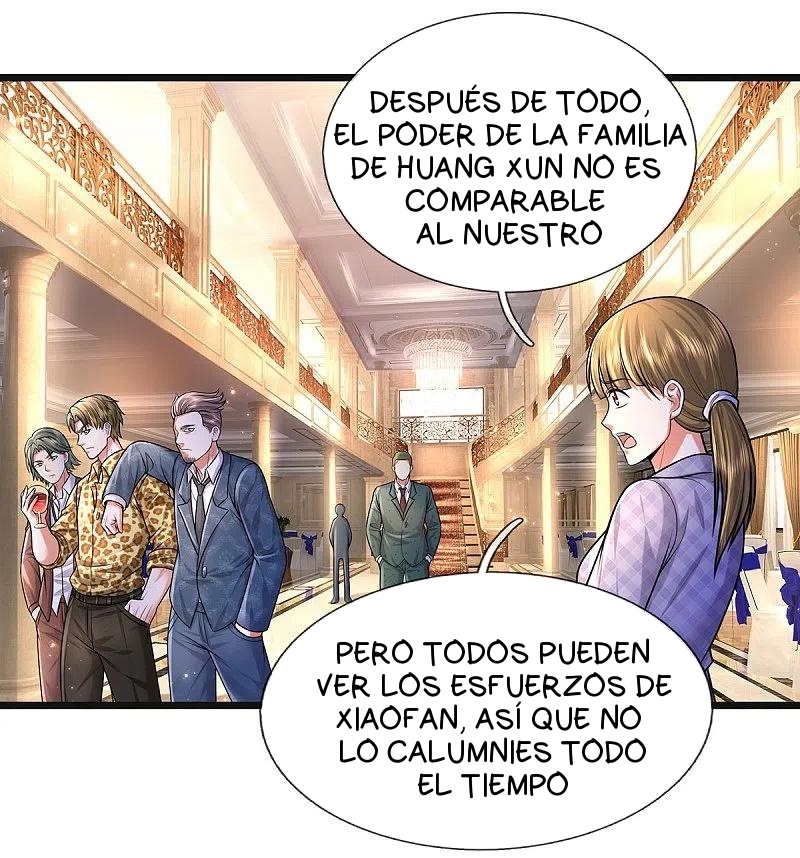 DESPUÉS DE TODO,
EL PODER DE LA FAMILIA
DE HUANG XUN NO ES
COMPARABLE
AL NUESTRO
PERO TODOS PUEDEN
VER LOS ESFUERZOS DE
XIAOFAN, ASÍ QUE NO
LO CALUMNIES TODO
EL TIEMPO